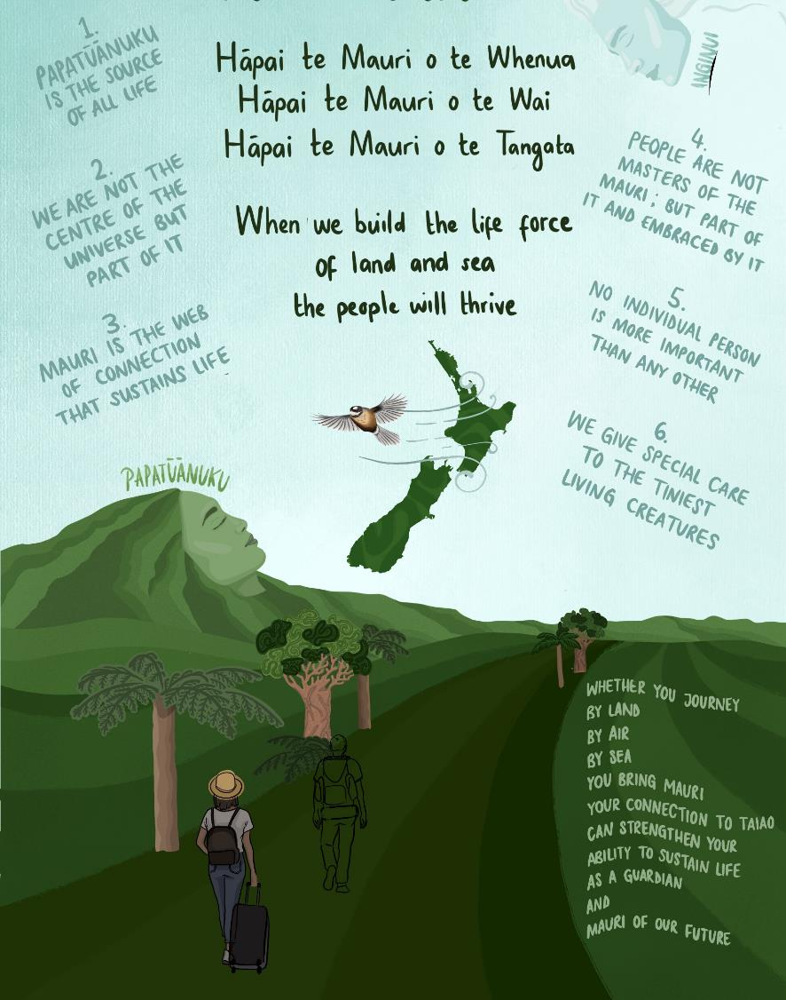 Hāpai te Mauri o te Whenua
Hāpai te Mauri o te Wai
Hāpai te Mauri o te Tangata
When we build the life force
of land and sea
the people will thrive
1.
PAPATŪĀNUKU
IS THE SOURCE
OF ALL LIFE
2.
WE ARE NOT THE
CENTRE OF THE
UNIVERSE BUT
PART OF IT
3.
MAURI IS THE WEB
OF CONNECTION
THAT SUSTAINS LIFE
4.
PEOPLE ARE NOT
MASTERS OF THE
MAURI; BUT PART OF
IT AND EMBRACED BY IT
5.
NO INDIVIDUAL PERSON
IS MORE IMPORTANT
THAN ANY OTHER
6.
WE GIVE SPECIAL CARE
TO THE TINIEST
LIVING CREATURES
PAPATŪĀNUKU
WHETHER YOU JOURNEY
BY LAND
BY AIR
BY SEA
YOU BRING MAURI
YOUR CONNECTION TO TAIAO
CAN STRENGTHEN YOUR
ABILITY TO SUSTAIN LIFE
AS A GUARDIAN
AND
MAURI OF OUR FUTURE